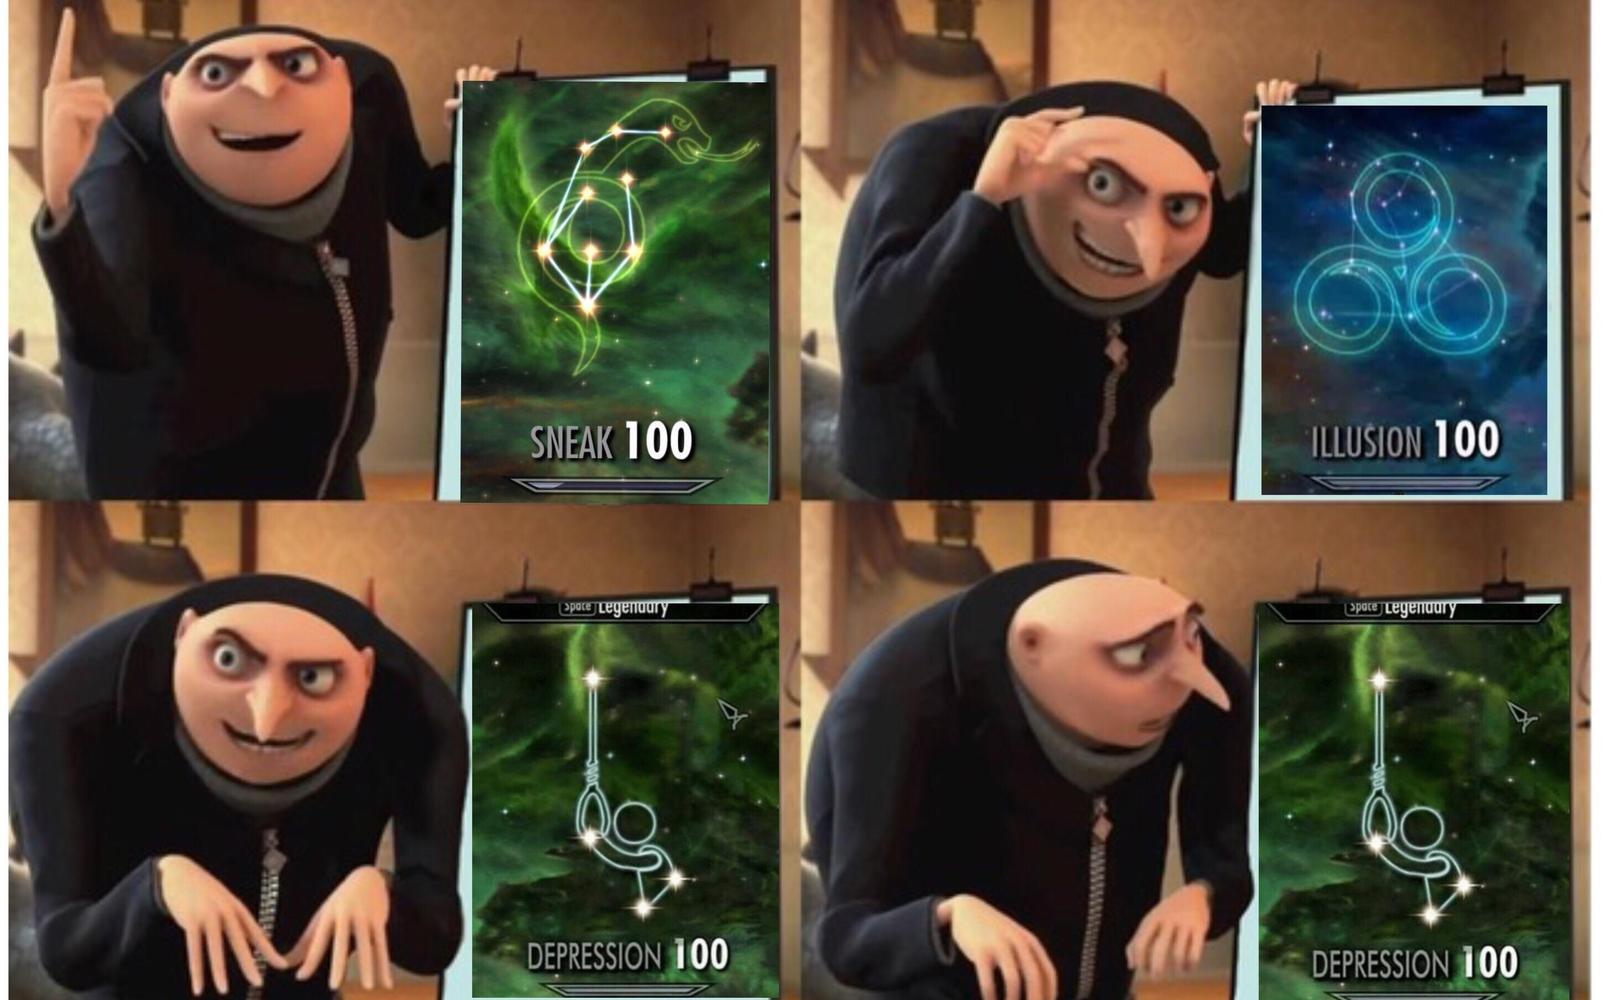 SNEAK 100
ILLUSION 100
Space Legendary
DEPRESSION 100
Space Legendary
DEPRESSION 100